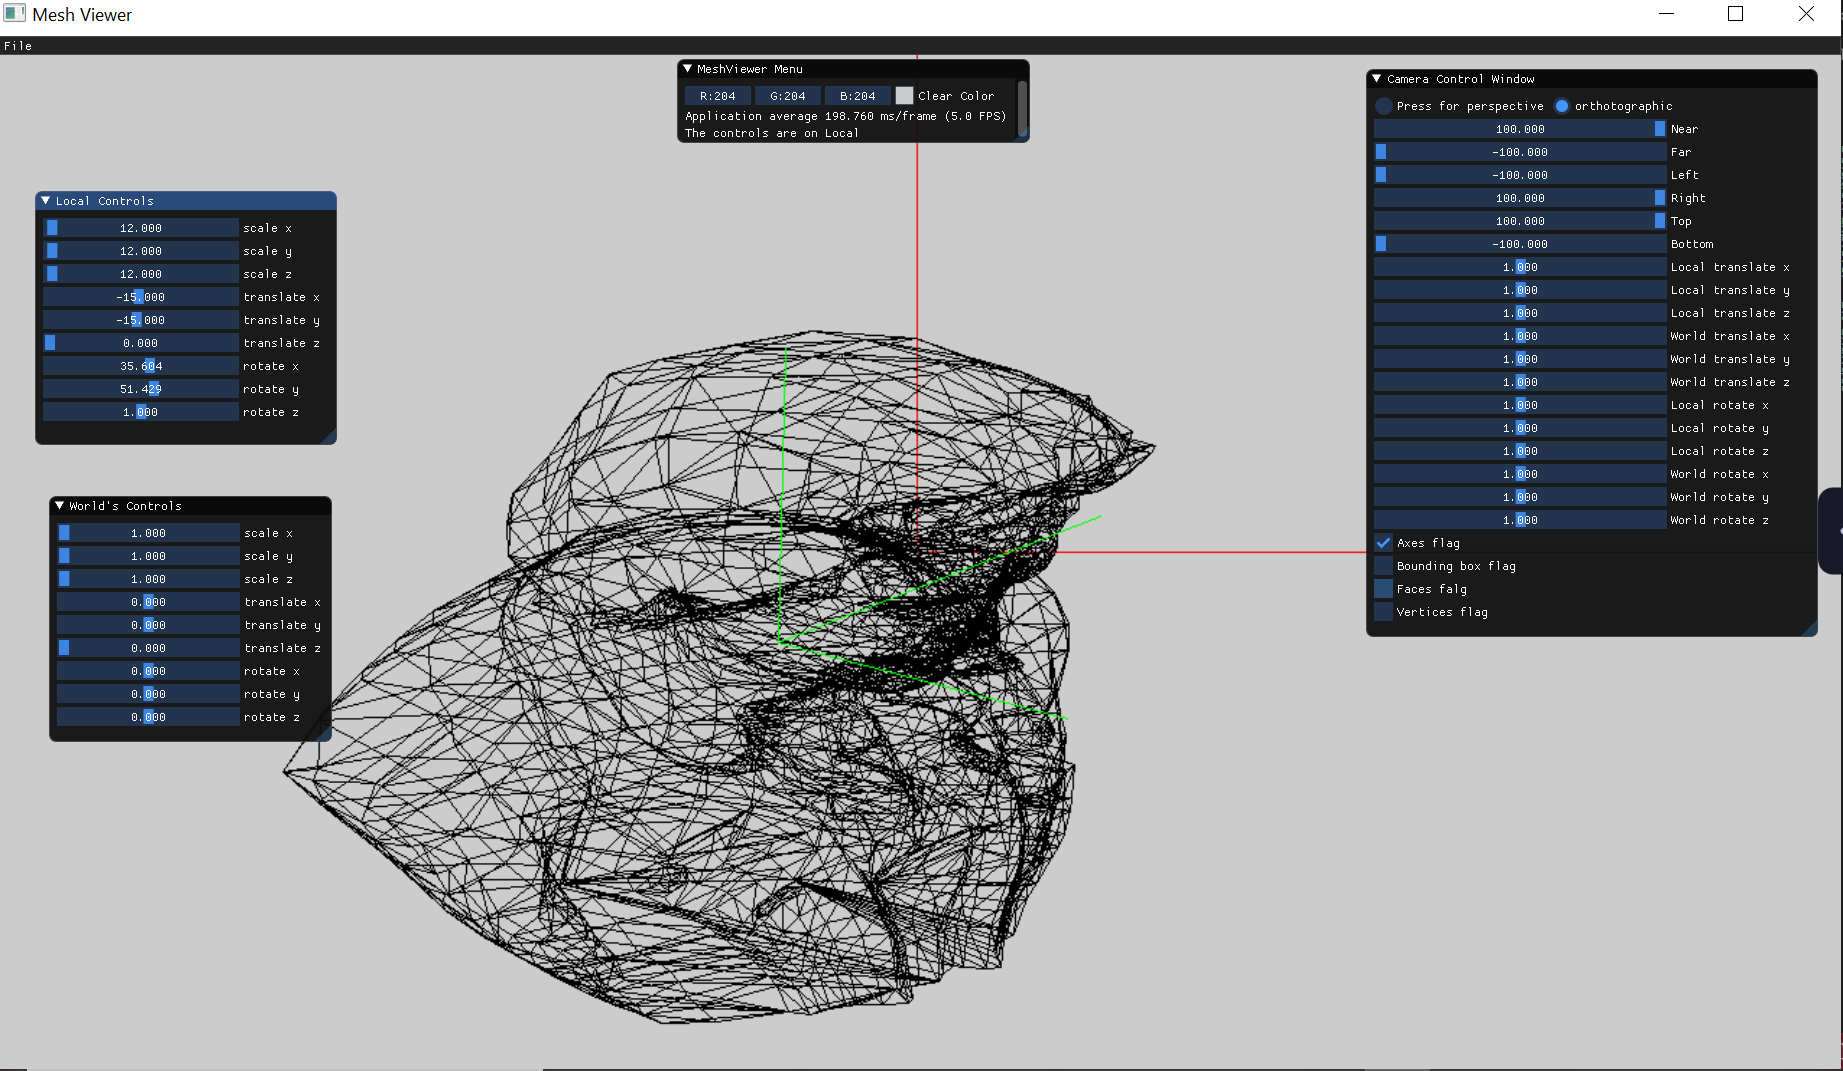 Mesh Viewer
File
MeshViewer Menu
R:204 G:204 B:204 Clear Color
Application average 198.760 ms/frame (5.0 FPS)
The controls are on Local
Local Controls
12.000 scale x
12.000 scale y
12.000 scale z
-15.000 translate x
-15.000 translate y
0.000 translate z
35.604 rotate x
51.429 rotate y
1.000 rotate z
World's Controls
1.000 scale x
1.000 scale y
1.000 scale z
0.000 translate x
0.000 translate y
0.000 translate z
0.000 rotate x
0.000 rotate y
0.000 rotate z
Camera Control Window
Press for perspective orthotographic
100.000 Near
-100.000 Far
-100.000 Left
100.000 Right
100.000 Top
-100.000 Bottom
1.000 Local translate x
1.000 Local translate y
1.000 Local translate z
1.000 World translate x
1.000 World translate y
1.000 World translate z
1.000 Local rotate x
1.000 Local rotate y
1.000 Local rotate z
1.000 World rotate x
1.000 World rotate y
1.000 World rotate z
Axes flag
Bounding box flag
Faces falg
Vertices flag